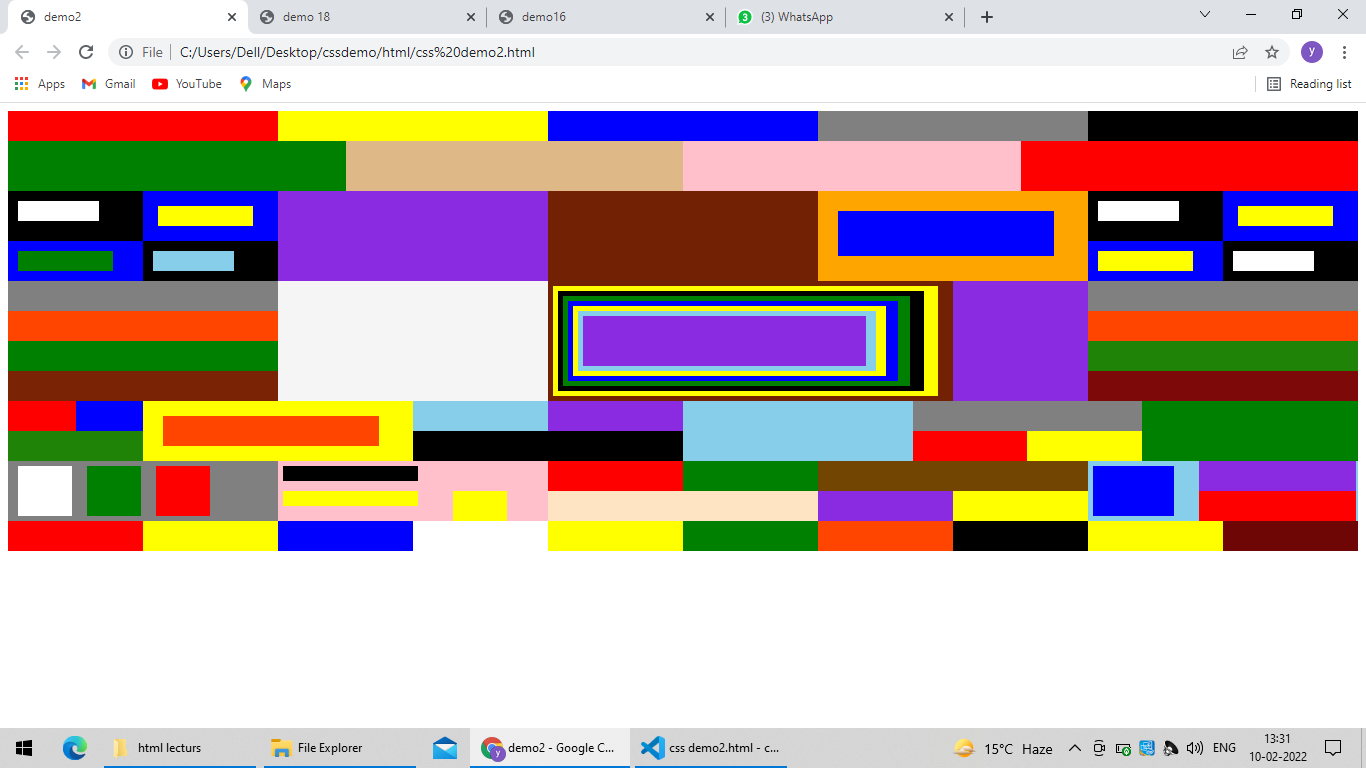 demo2
demo 18
demo16
(3) WhatsApp
File
C:/Users/Dell/Desktop/cssdemo/html/css%20demo2.html
y
Apps
Gmail
YouTube
Maps
Reading list
html lecturs
File Explorer
y
demo2 - Google C...
css demo2.html - c...
15°C Haze
ENG
13:31
10-02-2022